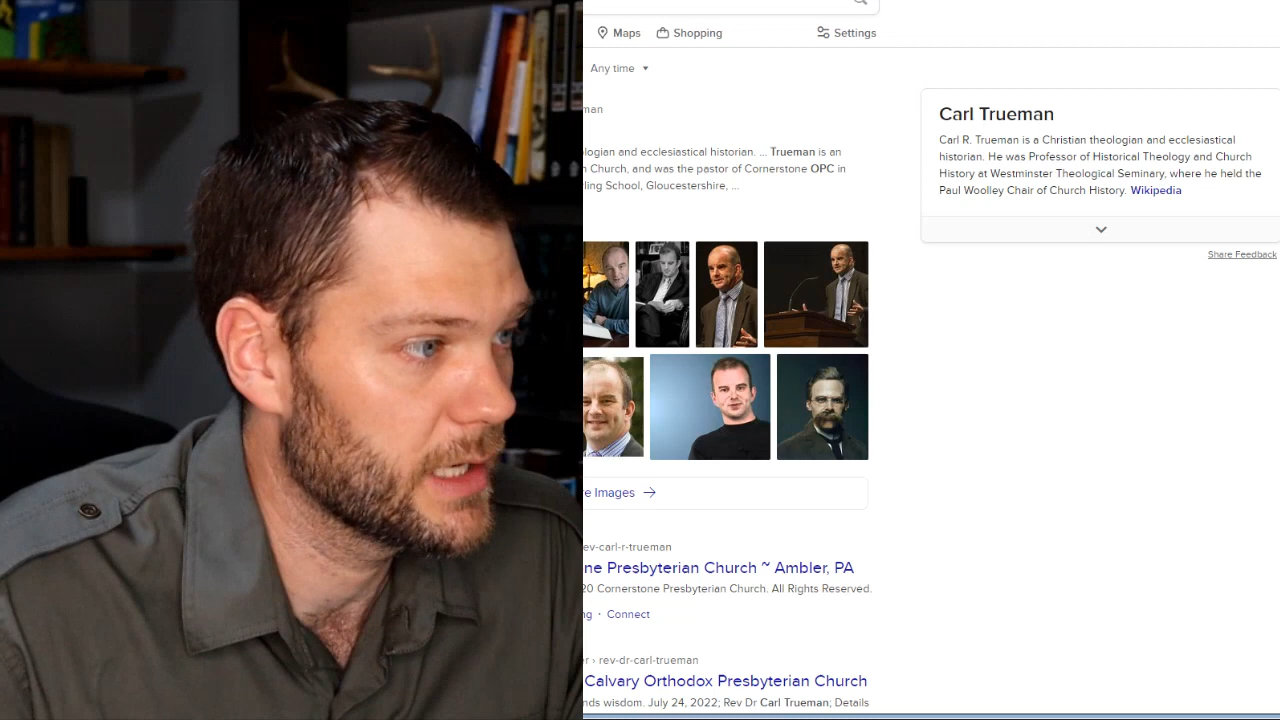 Maps
Shopping
Settings
Any time
man
logian and ecclesiastical historian. ... Trueman is an
n Church, and was the pastor of Cornerstone OPC in
ling School, Gloucestershire, ...
Carl Trueman
Carl R. Trueman is a Christian theologian and ecclesiastical
historian. He was Professor of Historical Theology and Church
History at Westminster Theological Seminary, where he held the
Paul Woolley Chair of Church History. Wikipedia
Share Feedback
e Images
ev-carl-r-trueman
ne Presbyterian Church ~ Ambler, PA
20 Cornerstone Presbyterian Church. All Rights Reserved.
ng · Connect
er › rev-dr-carl-trueman
Calvary Orthodox Presbyterian Church
nds wisdom. July 24, 2022; Rev Dr Carl Trueman; Details